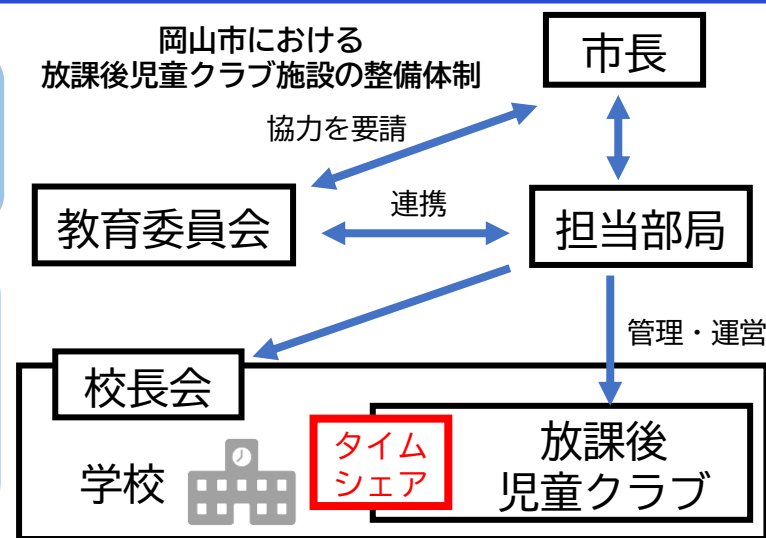 岡山市における
放課後児童クラブ施設の整備体制
市長
協力を要請
教育委員会
連携
担当部局
管理・運営
校長会
学校
タイム
シェア
放課後
児童クラブ